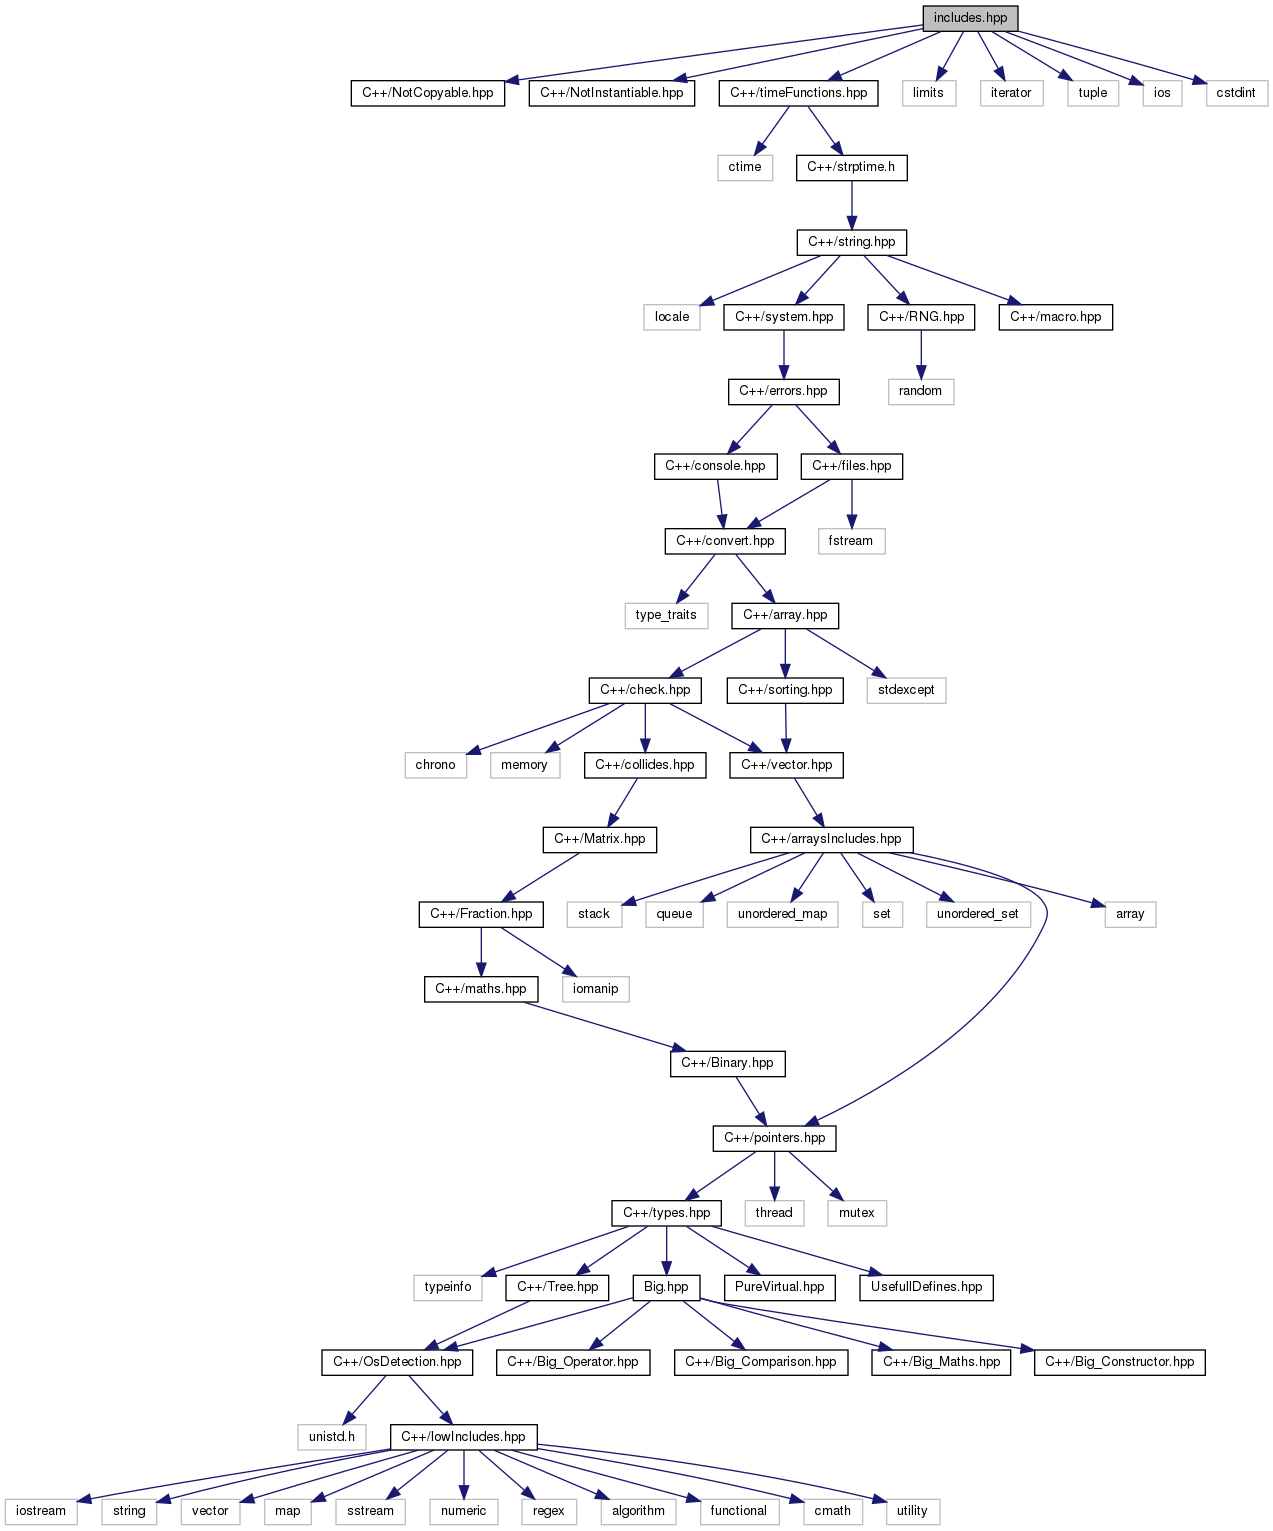 includes.hpp
C++/NotCopyable.hpp
C++/NotInstantiable.hpp
C++/timeFunctions.hpp
limits
iterator
tuple
ios
cstdint
ctime
C++/strptime.h
C++/string.hpp
locale
C++/system.hpp
C++/RNG.hpp
C++/macro.hpp
C++/errors.hpp
random
C++/console.hpp
C++/files.hpp
C++/convert.hpp
fstream
type_traits
C++/array.hpp
C++/check.hpp
C++/sorting.hpp
stdexcept
chrono
memory
C++/collides.hpp
C++/vector.hpp
C++/Matrix.hpp
C++/arraysIncludes.hpp
C++/Fraction.hpp
stack
queue
unordered_map
set
unordered_set
array
C++/maths.hpp
iomanip
C++/Binary.hpp
C++/pointers.hpp
C++/types.hpp
thread
mutex
typeinfo
C++/Tree.hpp
Big.hpp
PureVirtual.hpp
UsefullDefines.hpp
C++/OsDetection.hpp
C++/Big_Operator.hpp
C++/Big_Comparison.hpp
C++/Big_Maths.hpp
C++/Big_Constructor.hpp
unistd.h
C++/lowIncludes.hpp
iostream
string
vector
map
sstream
numeric
regex
algorithm
functional
cmath
utility